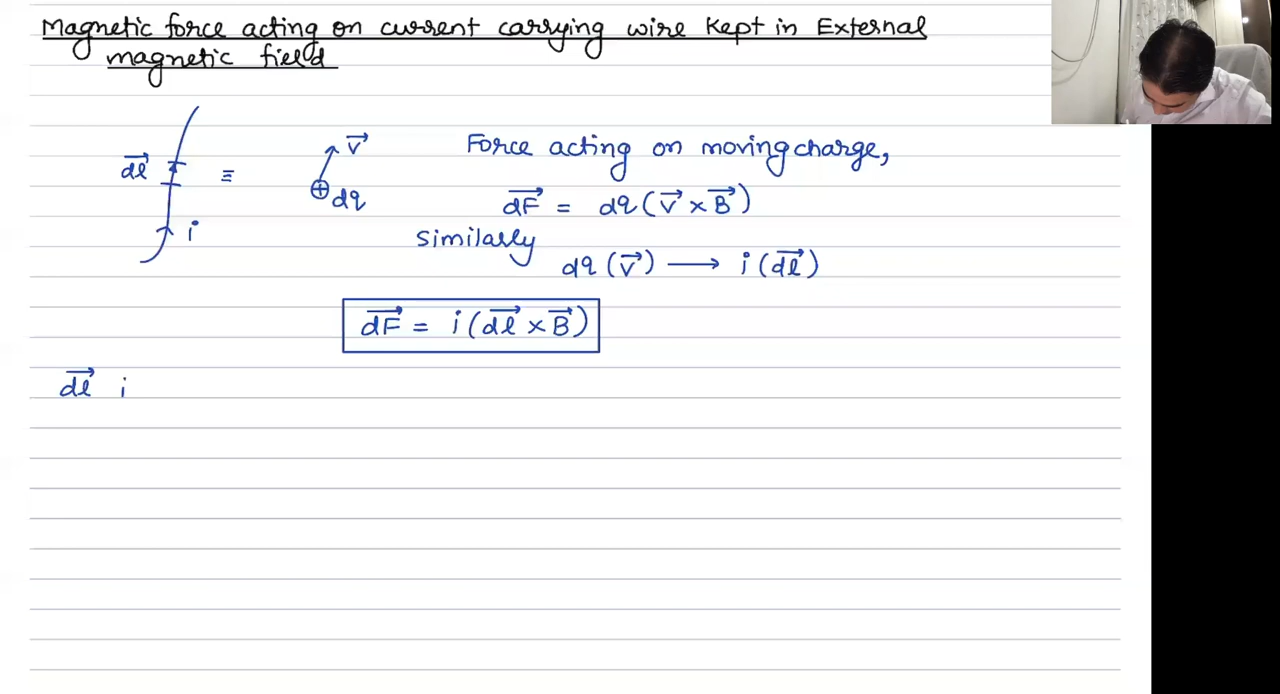 Magnetic force acting on current carrying wire kept in External
magnetic field
dl⃗ ≡ v⃗ Force acting on moving charge,
dq
dF⃗ = dq (v⃗ × B⃗)
i Similarly
dq (v⃗) ⟶ i (dl⃗)
dF⃗ = i (dl⃗ × B⃗)
dl⃗ i